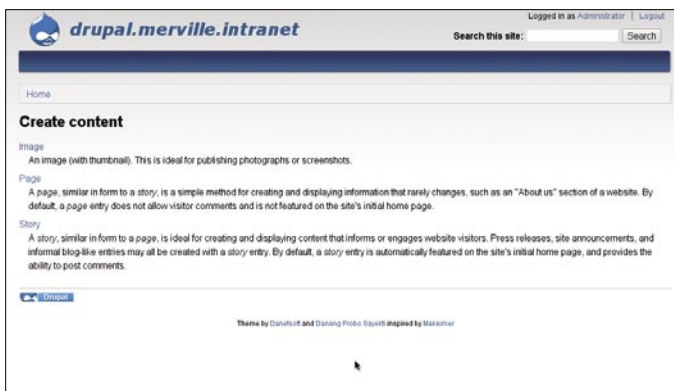 Logged in as Administrator | Logout
drupal.merville.intranet
Search this site:
Search
Home
Create content
Image
An image (with thumbnail). This is ideal for publishing photographs or screenshots.
Page
A page, similar in form to a story, is a simple method for creating and displaying information that rarely changes, such as an "About us" section of a website. By
default, a page entry does not allow visitor comments and is not featured on the site's initial home page.
Story
A story, similar in form to a page, is ideal for creating and displaying content that informs or engages website visitors. Press releases, site announcements, and
informal blog-like entries may all be created with a story entry. By default, a story entry is automatically featured on the site's initial home page, and provides the
ability to post comments.
Drupal
Theme by Danetsoft and Danang Probo Sayekti inspired by Maksimer